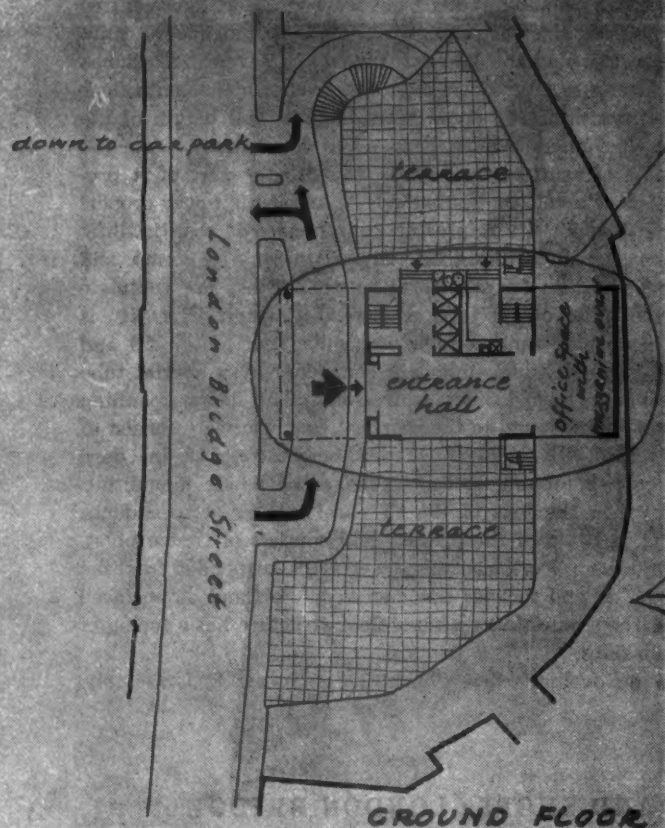 down to car park
terrace
London Bridge Street
entrance
hall
office space
with
mezzanine over
terrace
GROUND FLOOR